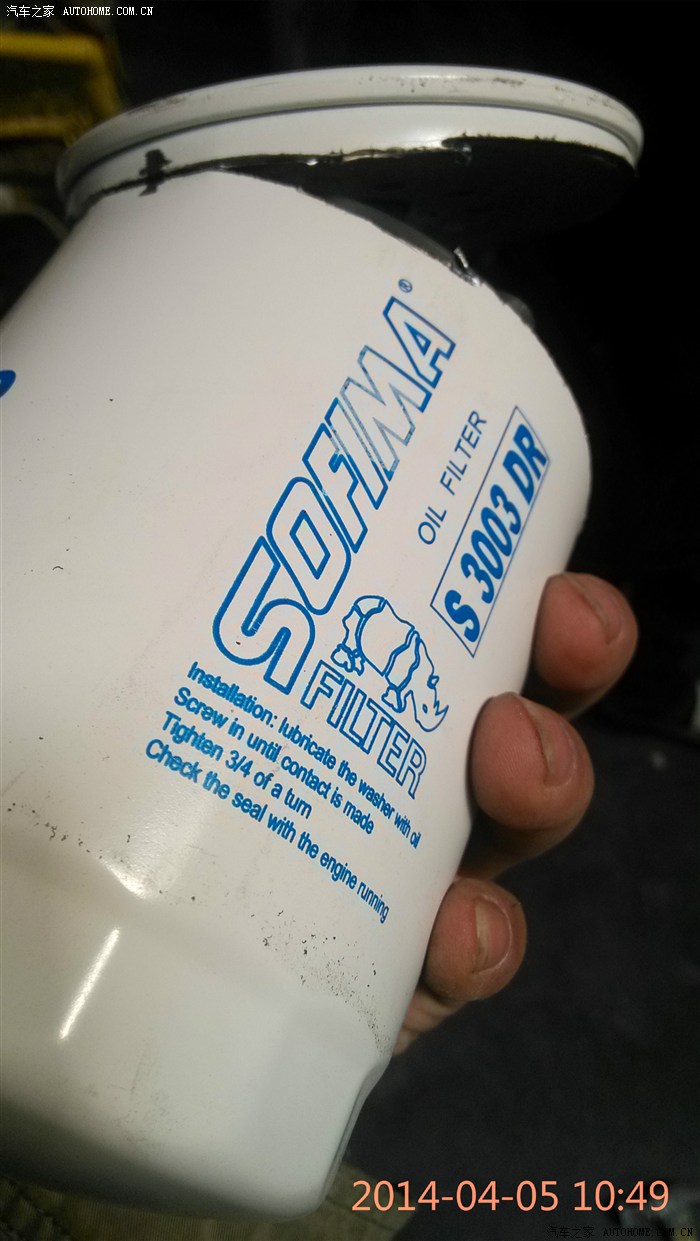 汽车之家 AUTOHOME.COM.CN
SOFIMA®
FILTER
OIL FILTER
S 3003 DR
Installation: lubricate the washer with oil
Screw in until contact is made
Tighten 3/4 of a turn
Check the seal with the engine running
2014-04-05 10:49
汽车之家 AUTOHOME.COM.CN